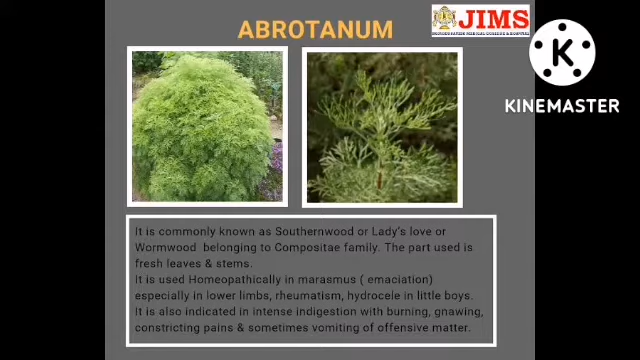 ABROTANUM
JIMS
KINEMASTER
It is commonly known as Southernwood or Lady's love or
Wormwood belonging to Compositae family. The part used is
fresh leaves & stems.
It is used Homeopathically in marasmus ( emaciation)
especially in lower limbs, rheumatism, hydrocele in little boys.
It is also indicated in intense indigestion with burning, gnawing,
constricting pains & sometimes vomiting of offensive matter.